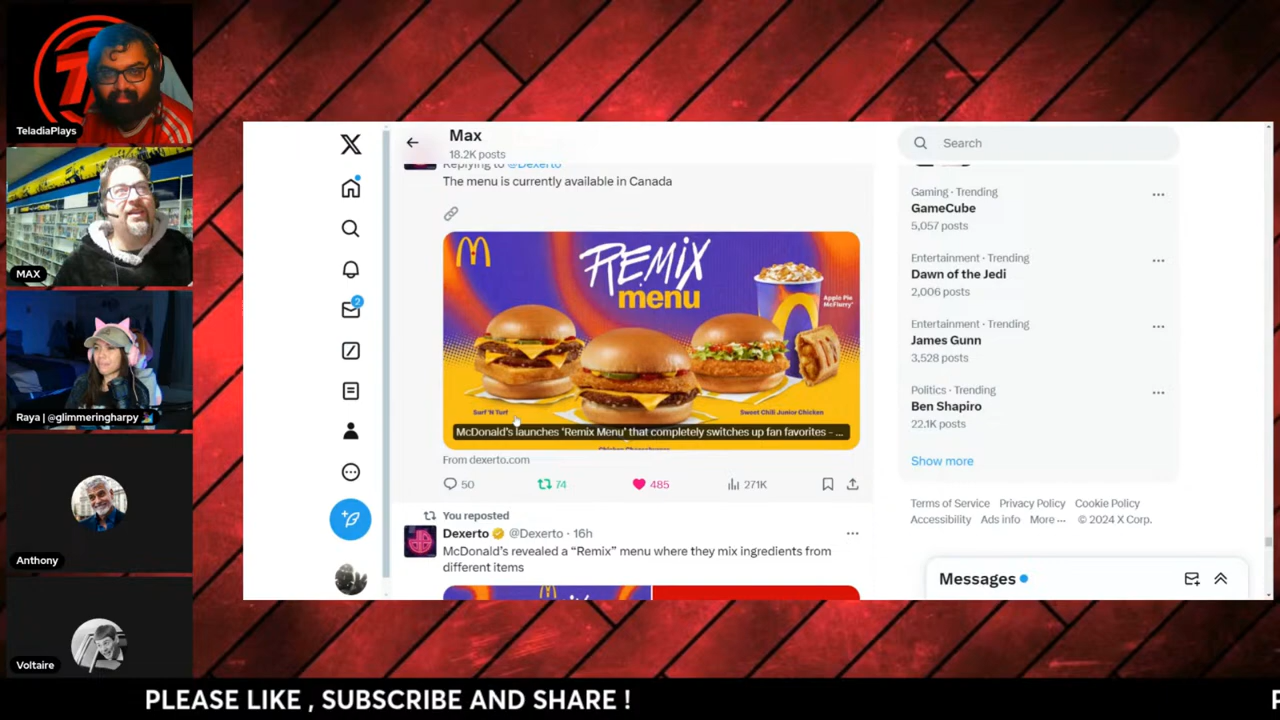 TeladiaPlays
MAX
Raya | @glimmeringharpy
Anthony
Voltaire
X
Max
18.2K posts
Replying to @Dexerto
The menu is currently available in Canada
REMIX
menu
Apple Pie
McFlurry
Surf 'N Turf
Sweet Chili Junior Chicken
McDonald's launches 'Remix Menu' that completely switches up fan favorites - ...
From dexerto.com
50
74
485
271K
You reposted
Dexerto @Dexerto · 16h
McDonald's revealed a “Remix” menu where they mix ingredients from
different items
2
Search
Gaming · Trending
GameCube
5,057 posts
Entertainment · Trending
Dawn of the Jedi
2,006 posts
Entertainment · Trending
James Gunn
3,528 posts
Politics · Trending
Ben Shapiro
22.1K posts
Show more
Terms of Service Privacy Policy Cookie Policy
Accessibility Ads info More ··· © 2024 X Corp.
Messages
PLEASE LIKE , SUBSCRIBE AND SHARE !